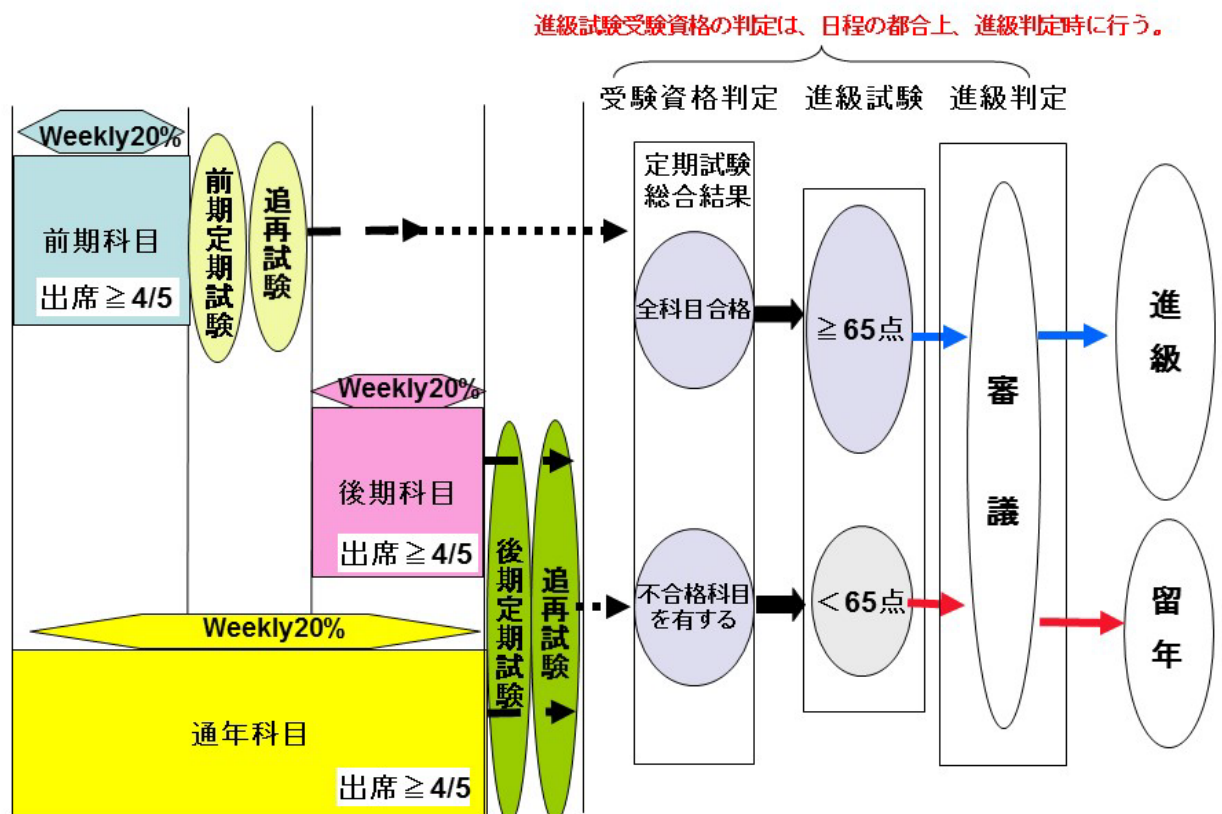 進級試験受験資格の判定は、日程の都合上、進級判定時に行う。
受験資格判定
進級試験
進級判定
Weekly20%
前期科目
出席≧4/5
前期定期試験
追再試験
定期試験
総合結果
全科目合格
≧65点
審議
進級
Weekly20%
後期科目
出席≧4/5
後期定期試験
追再試験
不合格科目
を有する
<65点
留年
Weekly20%
通年科目
出席≧4/5